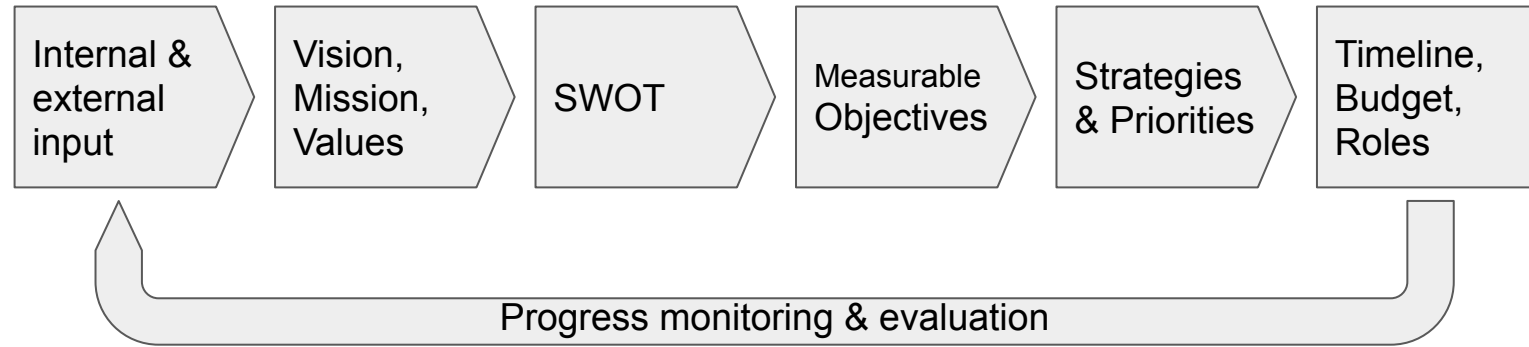 Internal &
external
input
Vision,
Mission,
Values
SWOT
Measurable
Objectives
Strategies
& Priorities
Timeline,
Budget,
Roles
Progress monitoring & evaluation